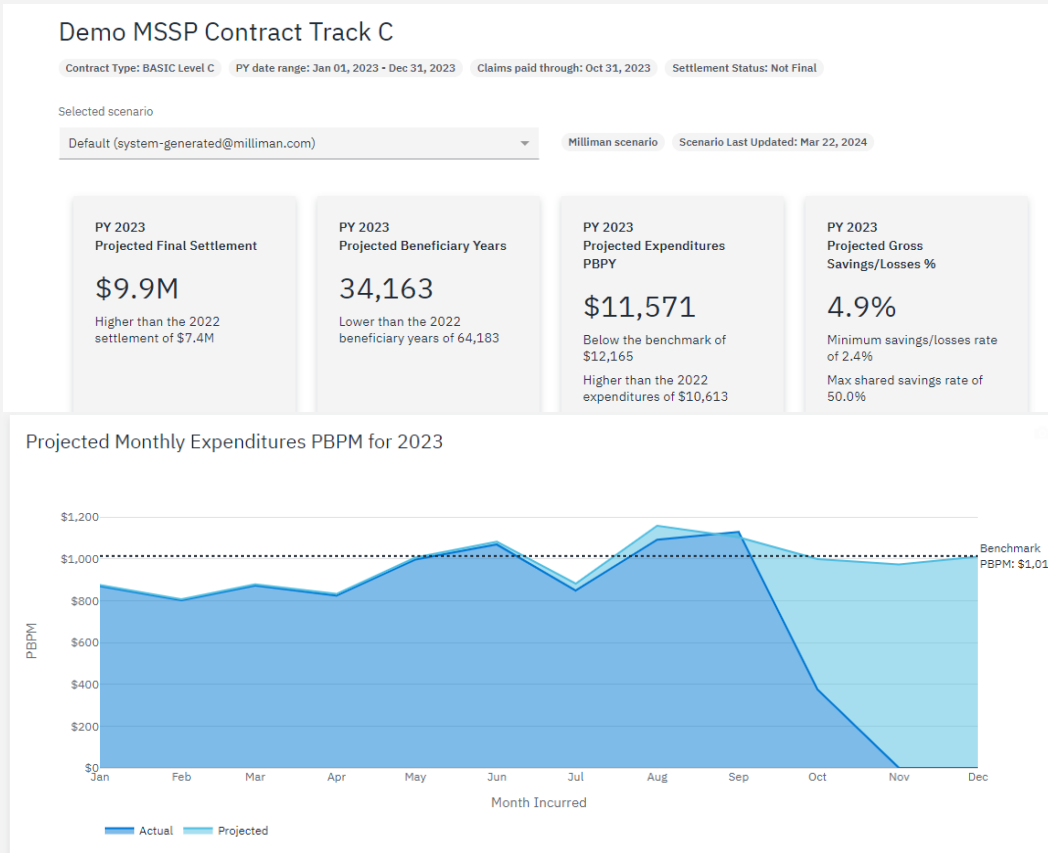 Demo MSSP Contract Track C
Contract Type: BASIC Level C PY date range: Jan 01, 2023 - Dec 31, 2023 Claims paid through: Oct 31, 2023 Settlement Status: Not Final
Selected scenario
Default (system-generated@milliman.com) Milliman scenario Scenario Last Updated: Mar 22, 2024
PY 2023
Projected Final Settlement
$9.9M
Higher than the 2022
settlement of $7.4M
PY 2023
Projected Beneficiary Years
34,163
Lower than the 2022
beneficiary years of 64,183
PY 2023
Projected Expenditures
PBPY
$11,571
Below the benchmark of
$12,165
Higher than the 2022
expenditures of $10,613
PY 2023
Projected Gross
Savings/Losses %
4.9%
Minimum savings/losses rate
of 2.4%
Max shared savings rate of
50.0%
Projected Monthly Expenditures PBPM for 2023
$1,200
$1,000
$800
$600
$400
$200
$0
PBPM
Benchmark
PBPM: $1,01
Jan Feb Mar Apr May Jun Jul Aug Sep Oct Nov Dec
Month Incurred
Actual Projected